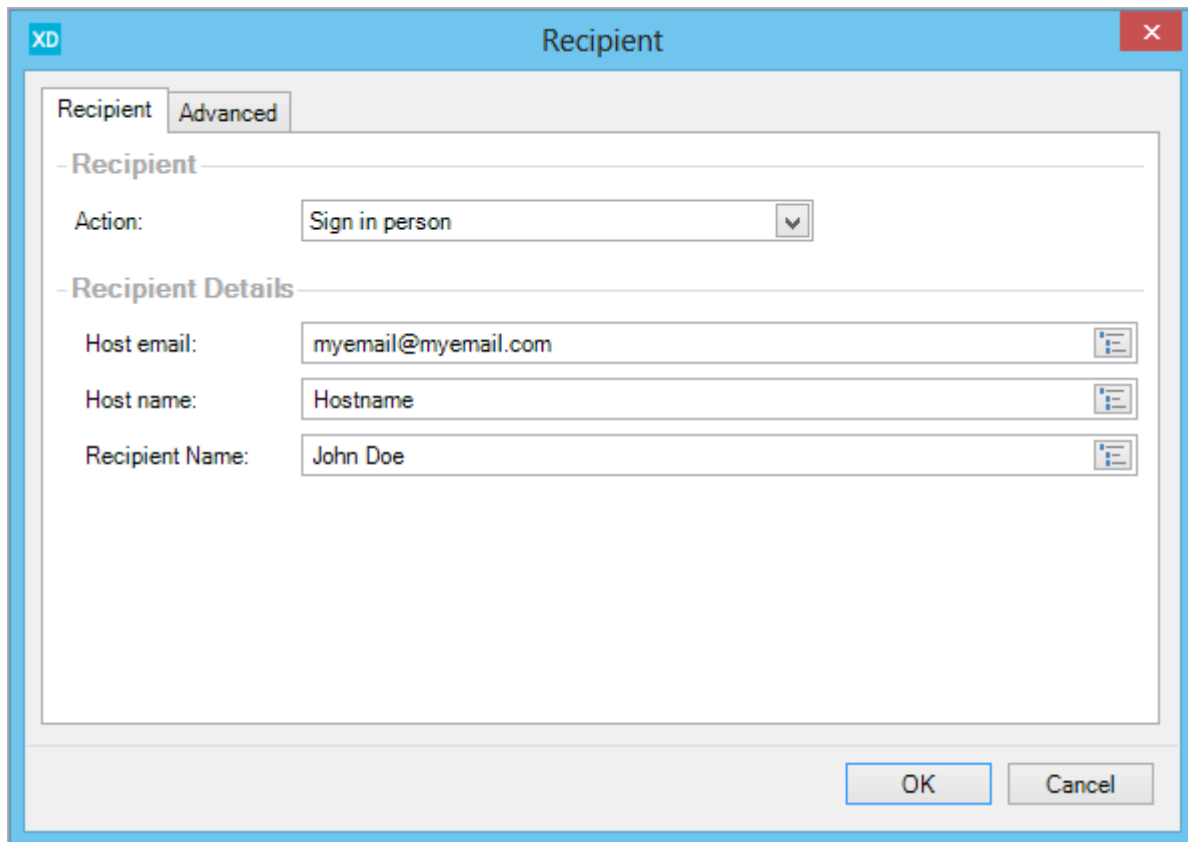 XD Recipient
Recipient Advanced
Recipient
Action: Sign in person
Recipient Details
Host email: myemail@myemail.com
Host name: Hostname
Recipient Name: John Doe
OK Cancel